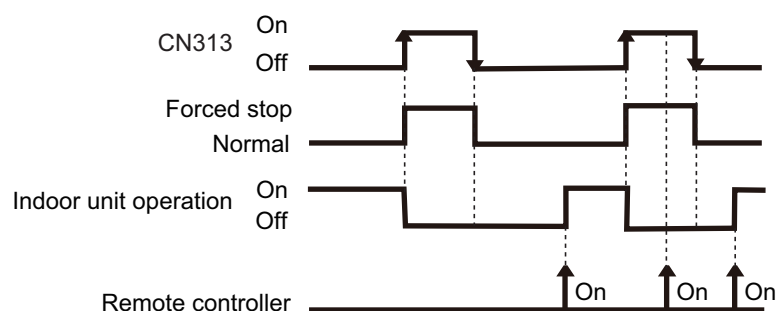 CN313
On
Off
Forced stop
Normal
Indoor unit operation
On
Off
Remote controller
On
On
On